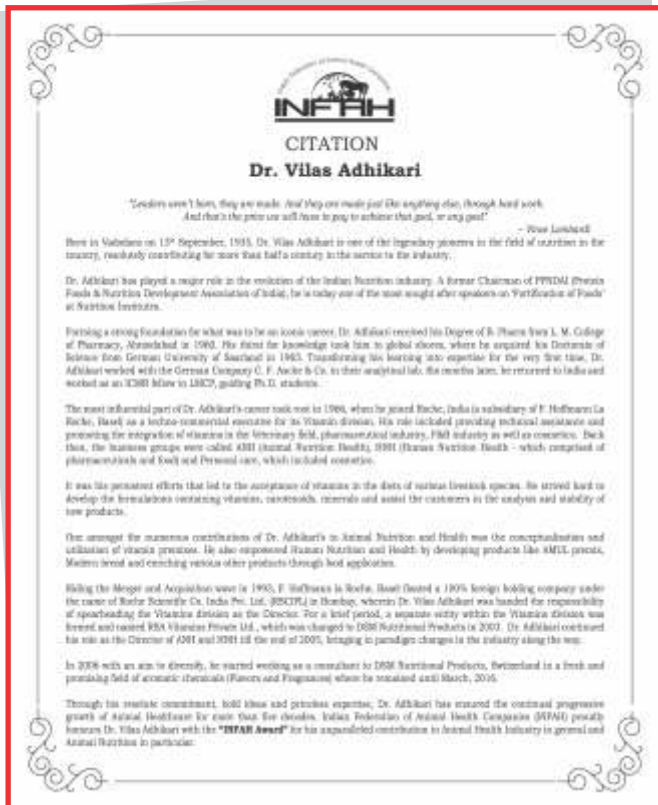 INFAH
CITATION
Dr. Vilas Adhikari
"Leaders aren't born, they are made. And they are made just like anything else, through hard work.
And that's the price we will have to pay to achieve that goal, or any goal"
- Vince Lombardi
Born in Vadodara on 13th September, 1935, Dr. Vilas Adhikari is one of the legendary pioneers in the field of nutrition in the
country, resolutely contributing for more than half a century in the service to the industry.
Dr. Adhikari has played a major role in the evolution of the Indian Nutrition industry. A former Chairman of PFNDAI (Protein
Foods & Nutrition Development Association of India), he is today one of the most sought after speakers on 'Fortification of Foods'
at Nutrition Institutes.
Forming a strong foundation for what was to be an iconic career, Dr. Adhikari received his Degree of B. Pharm from L. M. College
of Pharmacy, Ahmedabad in 1960. His thirst for knowledge took him to global shores, where he acquired his Doctorate of
Science from German University of Saarland in 1965. Transforming his learning into expertise for the very first time, Dr.
Adhikari worked with the German Company C. F. & Co. in their analytical lab. Six months later, he returned to India and
worked as an ICMR fellow in LMCP, guiding Ph.D. students.
The most influential part of Dr. Adhikari's career took root in 1966, when he joined Roche, India (a subsidiary of F. Hoffmann La
Roche, Basel) as a techno-commercial executive for its Vitamin division. His role included providing technical assistance and
promoting the integration of vitamins in the Veterinary field, pharmaceutical industry, F&B industry as well as cosmetics. Back
then, the business groups were called ANH (Animal Nutrition Health), HNH (Human Nutrition Health - which comprised of
pharmaceuticals and food) and Personal care, which included cosmetics.
It was his persistent efforts that led to the acceptance of vitamins in the diets of various livestock species. He strived hard to
develop the formulations containing vitamins, carotenoids, minerals and assist the customers in the analysis and stability of
new products.
One amongst the numerous contributions of Dr. Adhikari's to Animal Nutrition and Health was the conceptualisation and
utilization of vitamin premixes. He also empowered Human Nutrition and Health by developing products like AMUL premix,
Modern bread and enriching various other products through food application.
Riding the Merger and Acquisition wave in 1993, F. Hoffmann la Roche, Basel floated a 100% foreign holding company under
the name of Roche Scientific Co. India Pvt. Ltd. (RSCIPL) in Bombay, wherein Dr. Vilas Adhikari was handed the responsibility
of spearheading the Vitamins division as the Director. For a brief period, a separate entity within the Vitamins division was
formed and named Vitamins Private Ltd., which was changed to DSM Nutritional Products in 2003. Dr. Adhikari continued
his role as the Director of ANH and HNH till the end of 2005, bringing in paradigm changes in the industry along the way.
In 2006 with an aim to diversify, he started working as a consultant to DSM Nutritional Products, Switzerland in a fresh and
promising field of aromatic chemicals (Flavors and Fragrances) where he remained until March, 2016.
Through his resolute commitment, bold ideas and priceless expertise, Dr. Adhikari has ensured the continual progressive
growth of Animal Healthcare for more than five decades. Indian Federation of Animal Health Companies (INFAH) proudly
honours Dr. Vilas Adhikari with the "INFAH Award" for his unparalleled contribution to Animal Health Industry in general and
Animal Nutrition in particular.